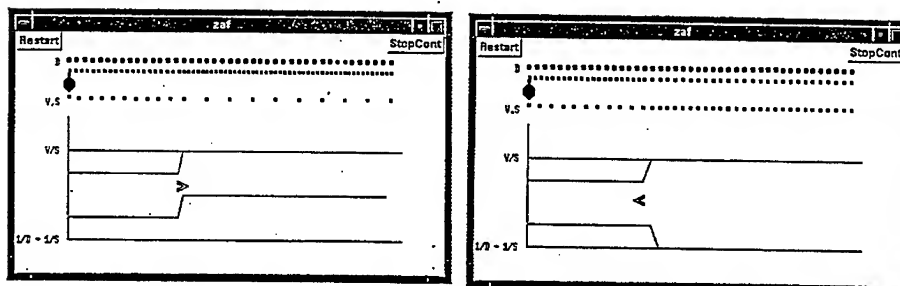 zaf
Restart
StopCont
D
V,S
V/S
1/D - 1/S
zaf
Restart
StopCont
D
V,S
V/S
1/D - 1/S